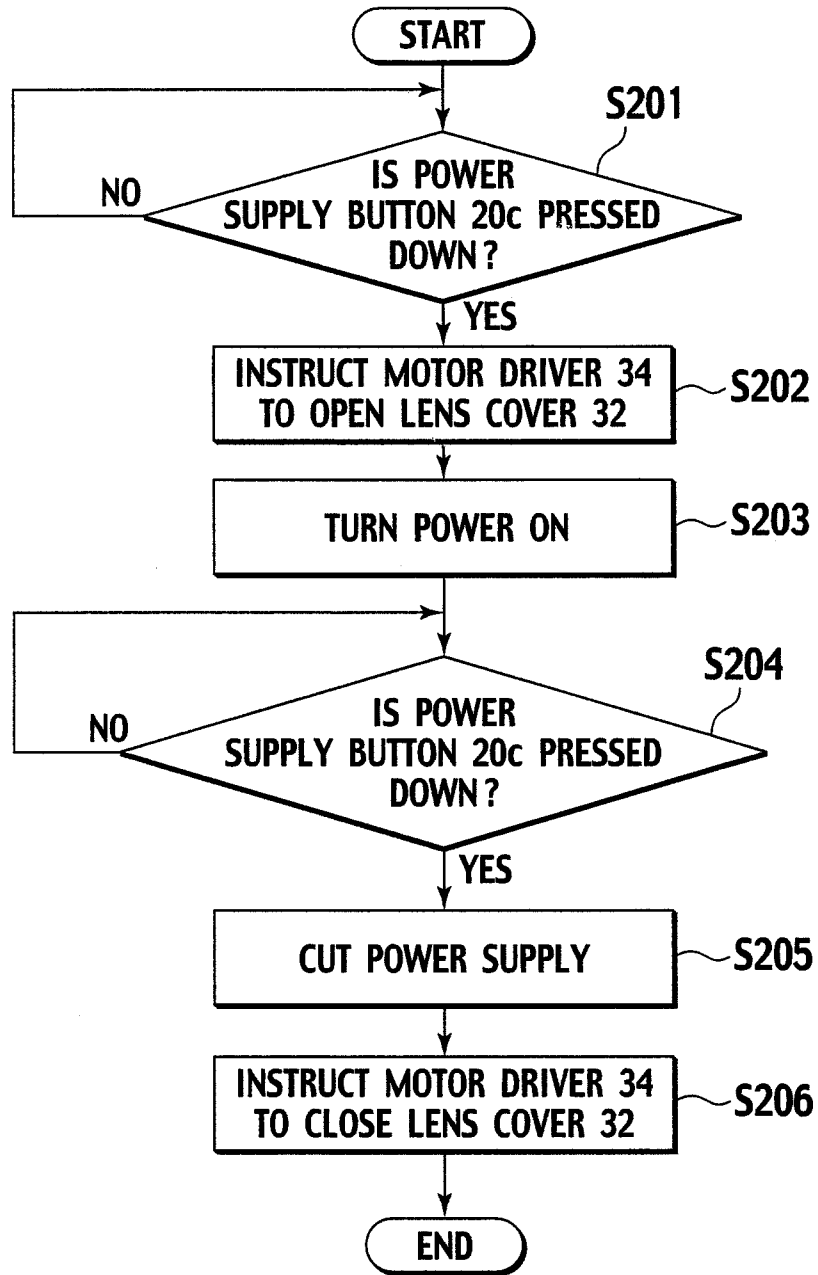 START
S201
IS POWER
SUPPLY BUTTON 20c PRESSED
DOWN?
NO
YES
INSTRUCT MOTOR DRIVER 34
TO OPEN LENS COVER 32
S202
TURN POWER ON
S203
S204
IS POWER
SUPPLY BUTTON 20c PRESSED
DOWN?
NO
YES
CUT POWER SUPPLY
S205
INSTRUCT MOTOR DRIVER 34
TO CLOSE LENS COVER 32
S206
END